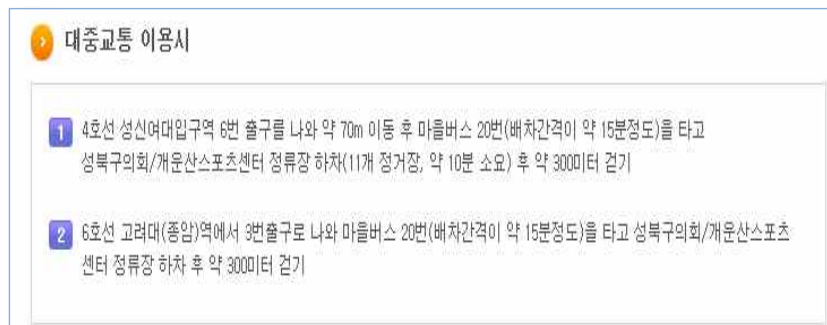 대중교통 이용시
1 4호선 성신여대입구역 6번 출구를 나와 약 70m 이동 후 마을버스 20번(배차간격이 약 15분정도)을 타고
성북구의회/개운산스포츠센터 정류장 하차(11개 정거장, 약 10분 소요) 후 약 300미터 걷기
2 6호선 고려대(종암)역에서 3번출구로 나와 마을버스 20번(배차간격이 약 15분정도)을 타고 성북구의회/개운산스포츠
센터 정류장 하차 후 약 300미터 걷기